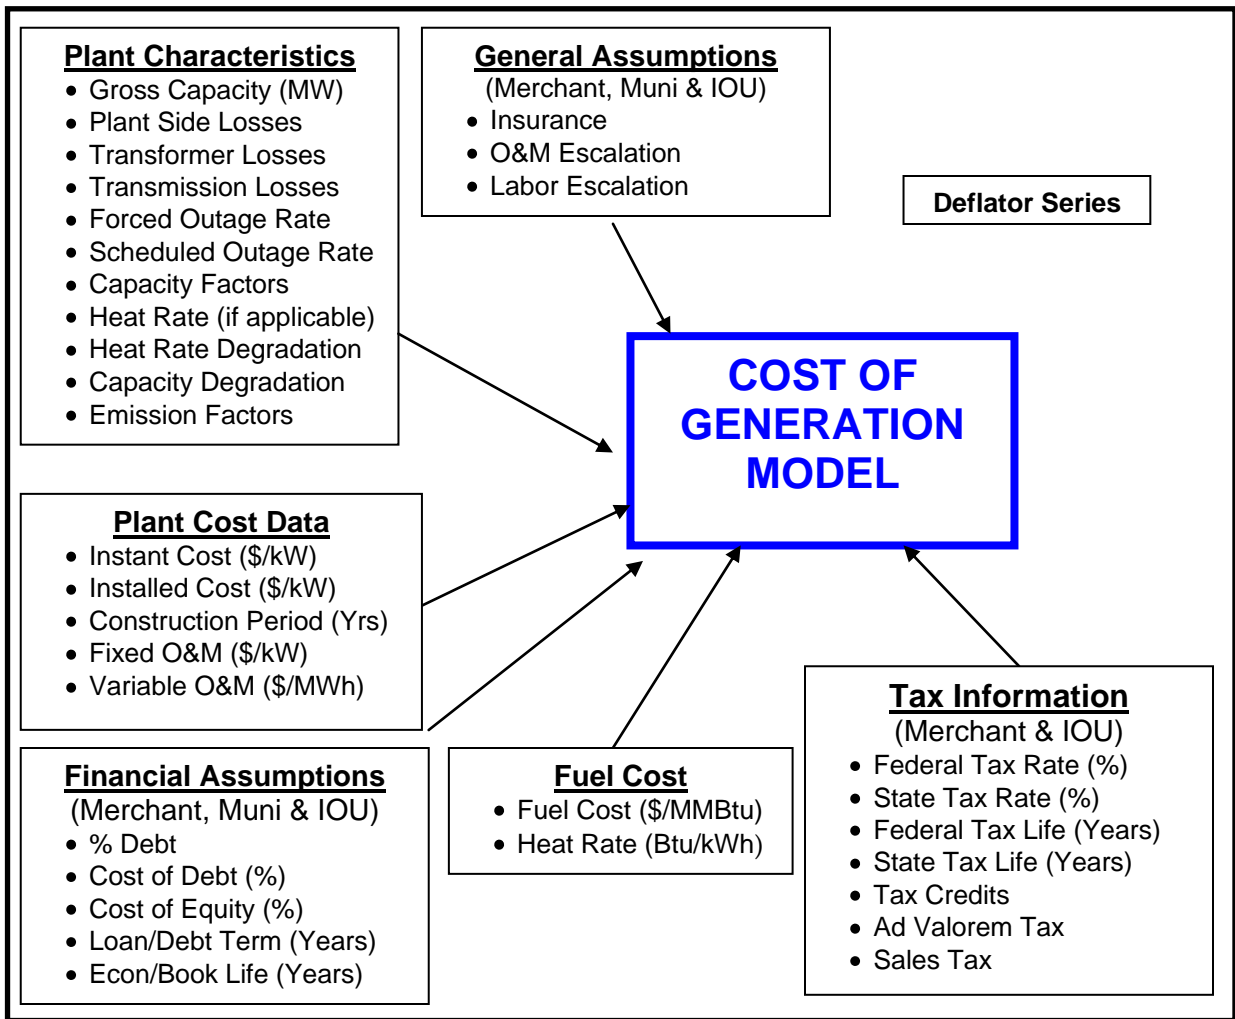 Plant Characteristics
• Gross Capacity (MW)
• Plant Side Losses
• Transformer Losses
• Transmission Losses
• Forced Outage Rate
• Scheduled Outage Rate
• Capacity Factors
• Heat Rate (if applicable)
• Heat Rate Degradation
• Capacity Degradation
• Emission Factors
General Assumptions
(Merchant, Muni & IOU)
• Insurance
• O&M Escalation
• Labor Escalation
Deflator Series
COST OF
GENERATION
MODEL
Plant Cost Data
• Instant Cost ($/kW)
• Installed Cost ($/kW)
• Construction Period (Yrs)
• Fixed O&M ($/kW)
• Variable O&M ($/MWh)
Financial Assumptions
(Merchant, Muni & IOU)
• % Debt
• Cost of Debt (%)
• Cost of Equity (%)
• Loan/Debt Term (Years)
• Econ/Book Life (Years)
Fuel Cost
• Fuel Cost ($/MMBtu)
• Heat Rate (Btu/kWh)
Tax Information
(Merchant & IOU)
• Federal Tax Rate (%)
• State Tax Rate (%)
• Federal Tax Life (Years)
• State Tax Life (Years)
• Tax Credits
• Ad Valorem Tax
• Sales Tax